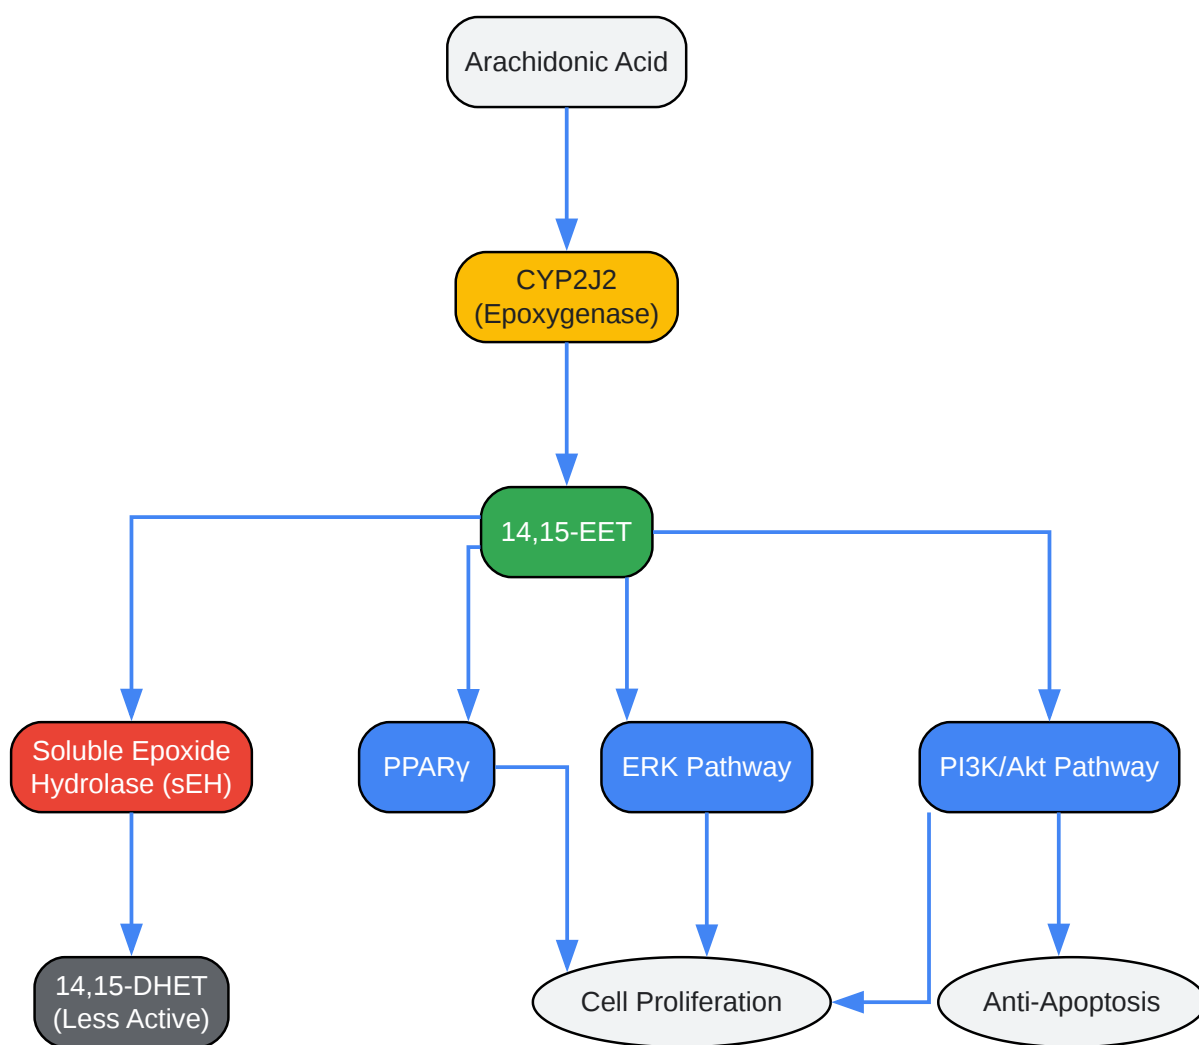 Arachidonic Acid
CYP2J2
(Epoxygenase)
14,15-EET
Soluble Epoxide
Hydrolase (sEH)
PPARγ
ERK Pathway
PI3K/Akt Pathway
14,15-DHET
(Less Active)
Cell Proliferation
Anti-Apoptosis